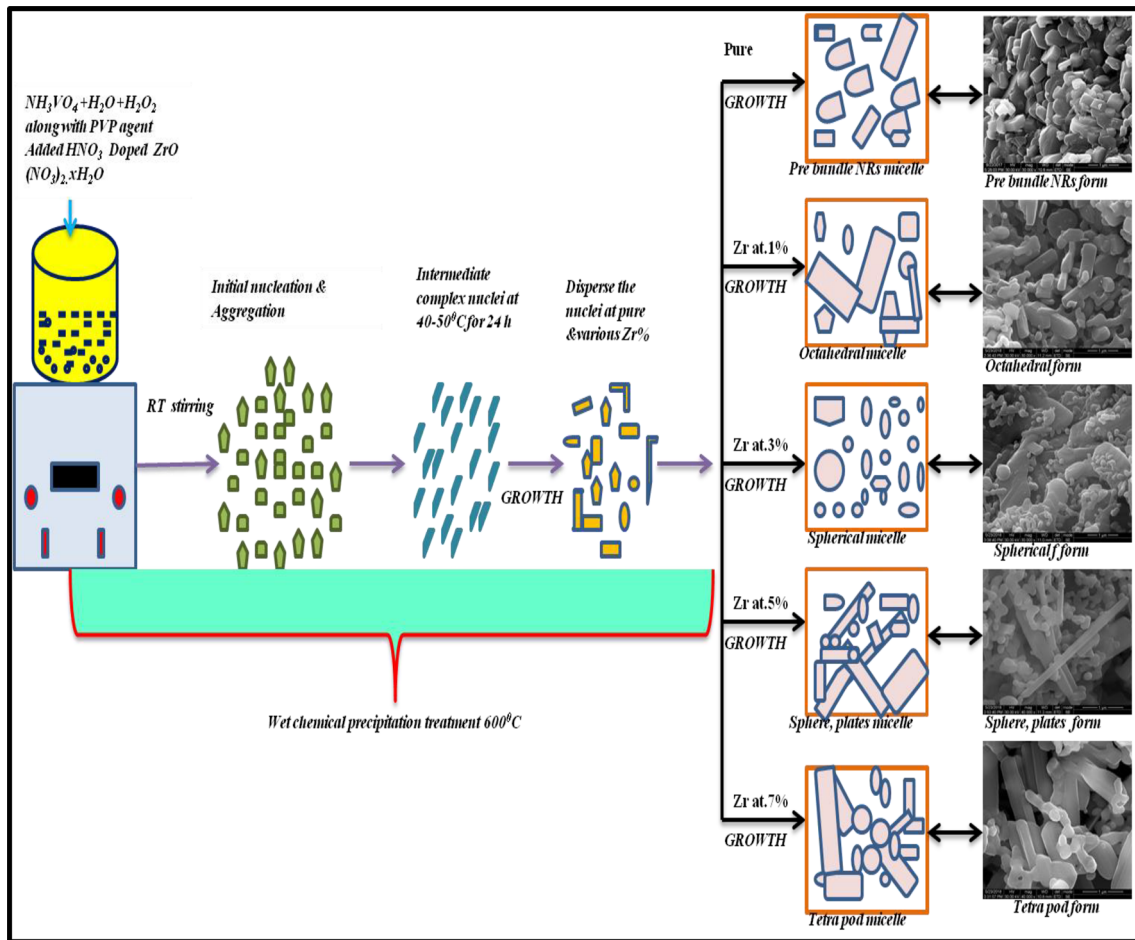 NH₃VO₄+H₂O+H₂O₂
along with PVP agent
Added HNO₃ Doped ZrO
(NO₃)₂.xH₂O
RT stirring
Initial nucleation &
Aggregation
Intermediate
complex nuclei at
40-50⁰C for 24 h
GROWTH
Disperse the
nuclei at pure
&various Zr%
Wet chemical precipitation treatment 600⁰C
Pure
GROWTH
Pre bundle NRs micelle
Pre bundle NRs form
Zr at.1%
GROWTH
Octahedral micelle
Octahedral form
Zr at.3%
GROWTH
Spherical micelle
Spherical f form
Zr at.5%
GROWTH
Sphere, plates micelle
Sphere, plates form
Zr at.7%
GROWTH
Tetra pod micelle
Tetra pod form